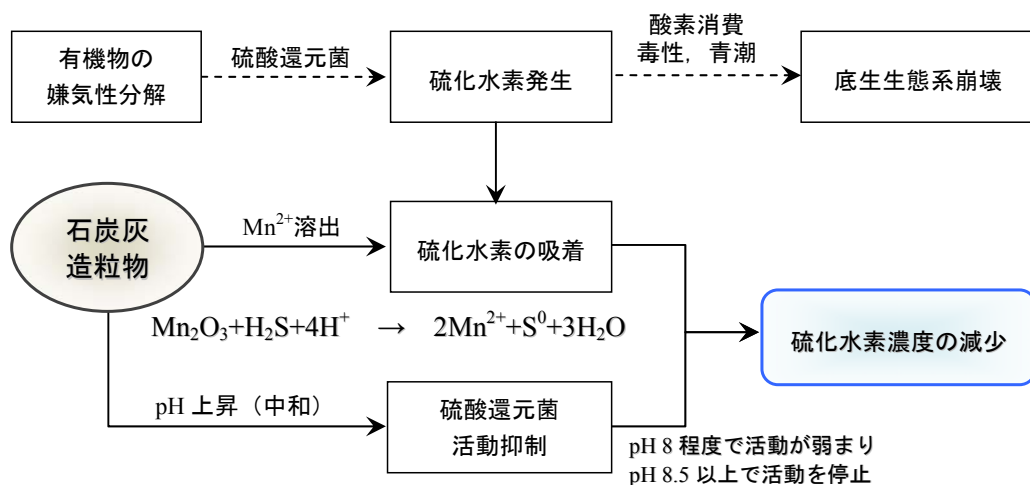 有機物の
嫌気性分解
硫酸還元菌
硫化水素発生
酸素消費
毒性，青潮
底生生態系崩壊
石炭灰
造粒物
Mn²⁺溶出
硫化水素の吸着
Mn₂O₃+H₂S+4H⁺ → 2Mn²⁺+S⁰+3H₂O
硫化水素濃度の減少
pH 上昇（中和）
硫酸還元菌
活動抑制
pH 8 程度で活動が弱まり
pH 8.5 以上で活動を停止